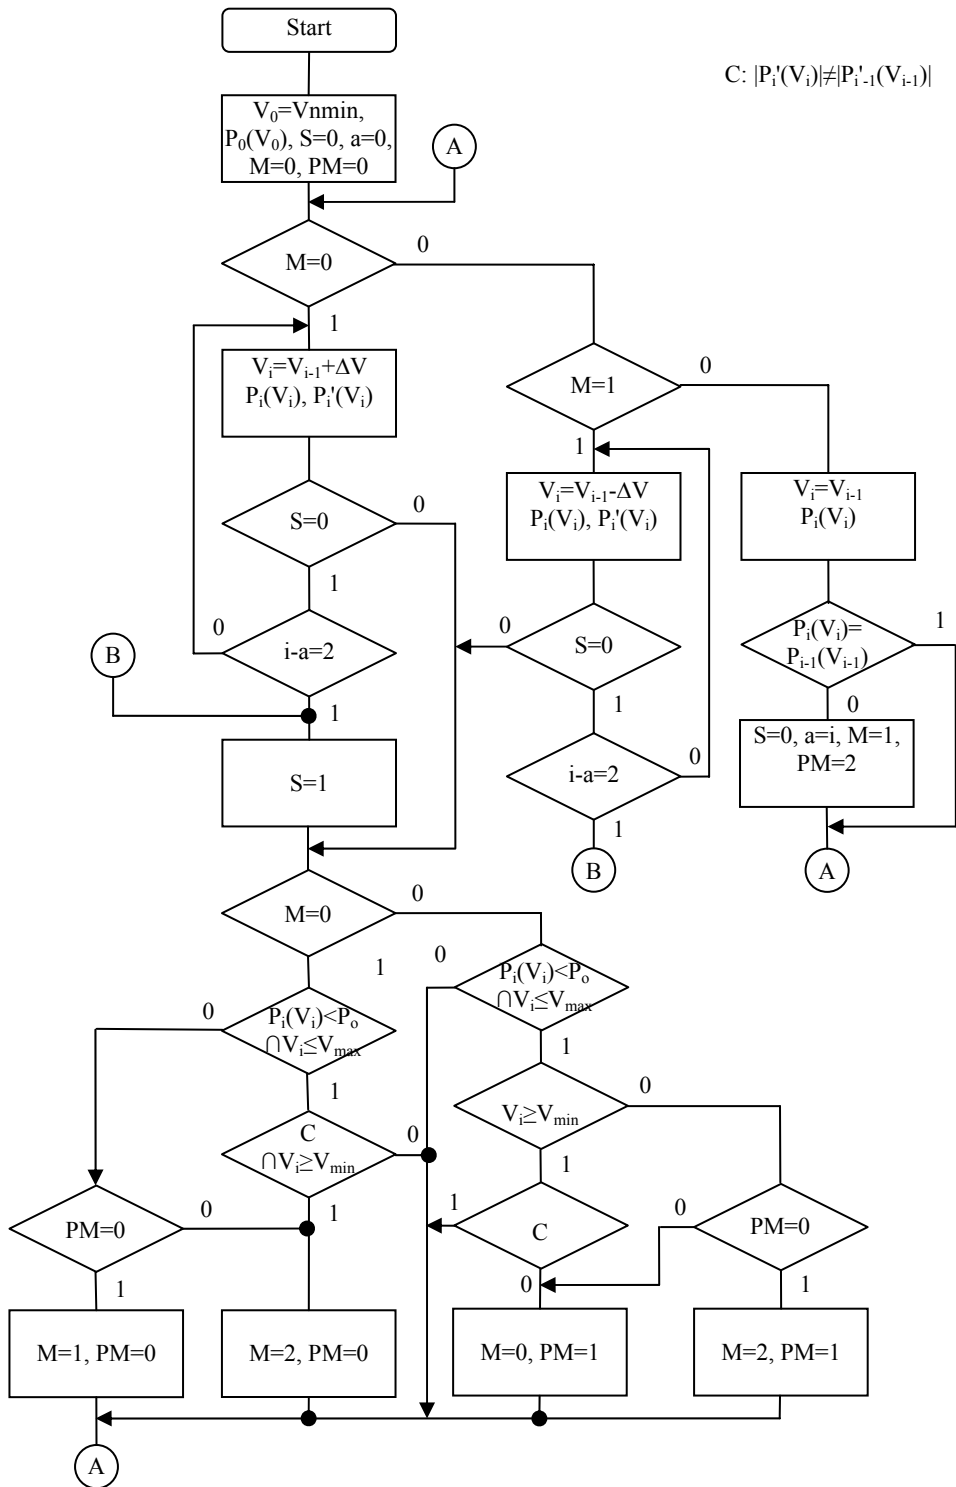 Start
C: |Pᵢ'(Vᵢ)|≠|Pᵢ'₋₁(Vᵢ₋₁)|
V₀=Vnmin,
P₀(V₀), S=0, a=0,
M=0, PM=0
A
M=0
0
1
Vᵢ=Vᵢ₋₁+ΔV
Pᵢ(Vᵢ), Pᵢ'(Vᵢ)
M=1
0
1
S=0
0
1
Vᵢ=Vᵢ₋₁-ΔV
Pᵢ(Vᵢ), Pᵢ'(Vᵢ)
Vᵢ=Vᵢ₋₁
Pᵢ(Vᵢ)
i-a=2
0
1
B
S=0
0
1
Pᵢ(Vᵢ)=
Pᵢ₋₁(Vᵢ₋₁)
1
0
S=1
i-a=2
0
1
B
S=0, a=i, M=1,
PM=2
A
M=0
0
1
Pᵢ(Vᵢ)<Pₒ
∩Vᵢ≤Vₘₐₓ
0
1
Pᵢ(Vᵢ)<Pₒ
∩Vᵢ≤Vₘₐₓ
0
1
C
∩Vᵢ≥Vₘᵢₙ
0
1
Vᵢ≥Vₘᵢₙ
0
1
PM=0
0
1
C
1
0
PM=0
0
1
M=1, PM=0
M=2, PM=0
M=0, PM=1
M=2, PM=1
A